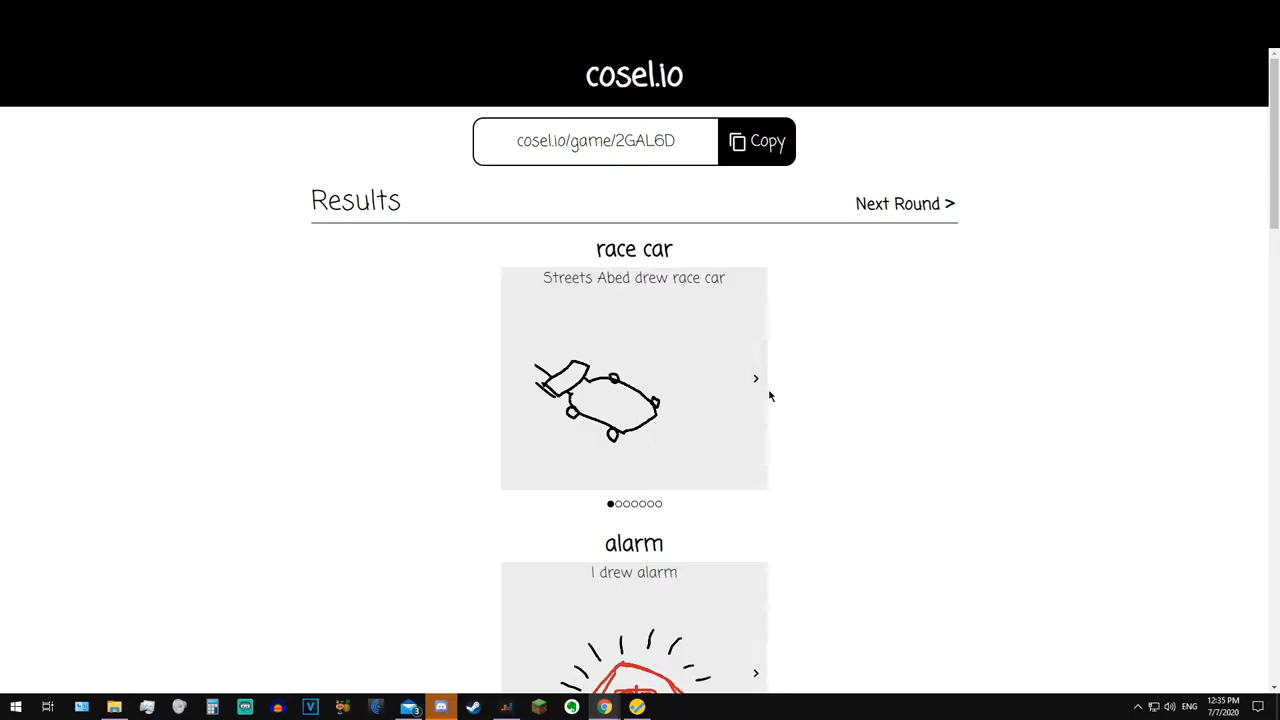 cosel.io
cosel.io/game/2GAL6D
Copy
Results
Next Round >
race car
Streets Abed drew race car
alarm
I drew alarm
3
ENG
12:35 PM
7/7/2020